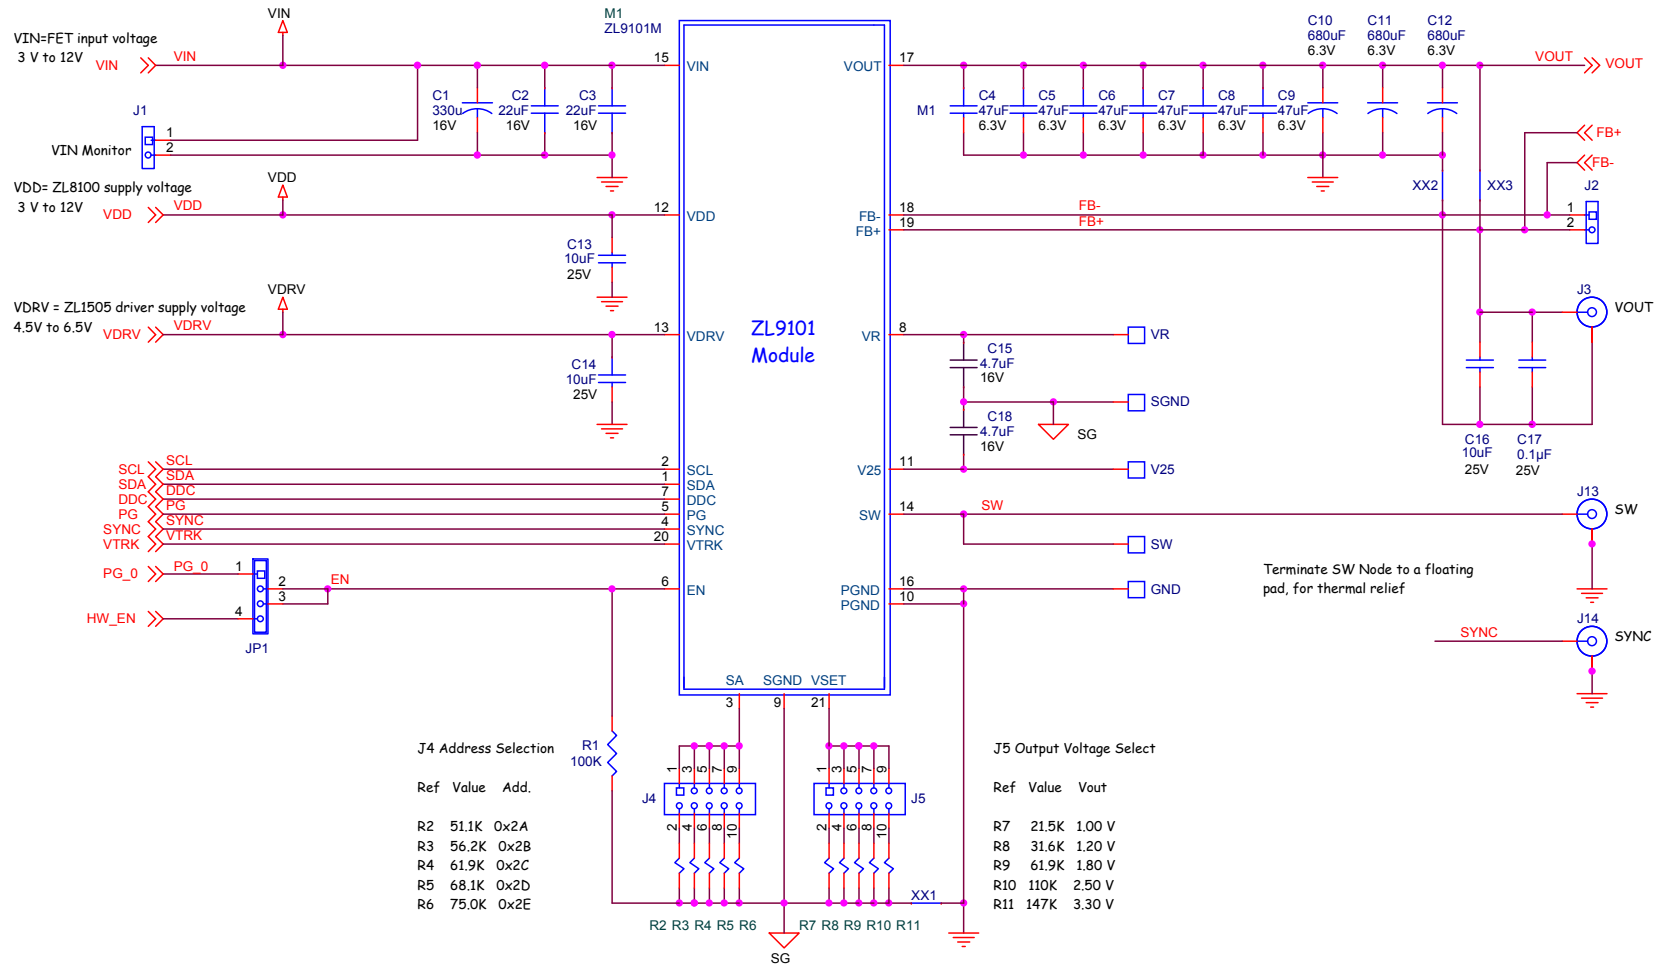 VIN
M1
ZL9101M
VIN=FET input voltage
3 V to 12V
VIN
VIN
15
VIN
VOUT
17
C10
680uF
6.3V
C11
680uF
6.3V
C12
680uF
6.3V
VOUT
VOUT
C1
330u
16V
C2
22uF
16V
C3
22uF
16V
M1
C4
47uF
6.3V
C5
47uF
6.3V
C6
47uF
6.3V
C7
47uF
6.3V
C8
47uF
6.3V
C9
47uF
6.3V
J1
1
2
VIN Monitor
FB+
FB-
XX2
XX3
J2
1
2
VDD= ZL8100 supply voltage
3 V to 12V
VDD
VDD
VDD
12
VDD
FB-
18
FB-
FB+
19
FB+
C13
10uF
25V
VDRV = ZL1505 driver supply voltage
4.5V to 6.5V
VDRV
VDRV
VDRV
13
VDRV
ZL9101
Module
VR
8
VR
J3
VOUT
C14
10uF
25V
C15
4.7uF
16V
SGND
SG
C18
4.7uF
16V
C16
10uF
25V
C17
0.1µF
25V
V25
11
V25
SCL
SCL
2
SCL
SDA
SDA
1
SDA
DDC
DDC
7
DDC
PG
PG
5
PG
SYNC
SYNC
4
SYNC
VTRK
VTRK
20
VTRK
SW
14
SW
J13
SW
SW
PG_0
PG_0
1
2
3
4
EN
6
EN
HW_EN
JP1
PGND
16
GND
PGND
10
Terminate SW Node to a floating
pad, for thermal relief
SYNC
J14
SYNC
SA
SGND
VSET
3
9
21
J4 Address Selection
Ref Value Add.
R2 51.1K 0x2A
R3 56.2K 0x2B
R4 61.9K 0x2C
R5 68.1K 0x2D
R6 75.0K 0x2E
R1
100K
1 3 5 7 9
J4
2 4 6 8 10
R2 R3 R4 R5 R6
SG
1 3 5 7 9
J5
2 4 6 8 10
XX1
R7 R8 R9 R10 R11
J5 Output Voltage Select
Ref Value Vout
R7 21.5K 1.00 V
R8 31.6K 1.20 V
R9 61.9K 1.80 V
R10 110K 2.50 V
R11 147K 3.30 V